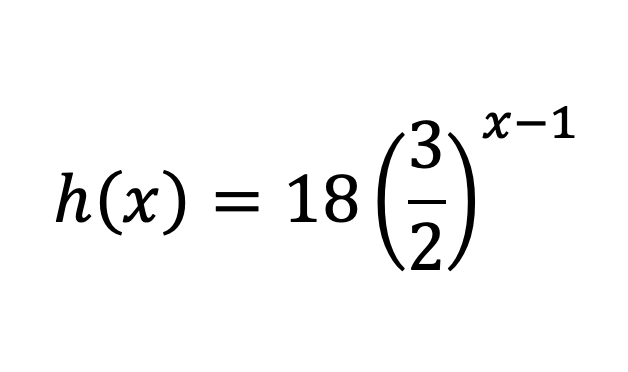 h(x) = 18(3/2)^{x-1}